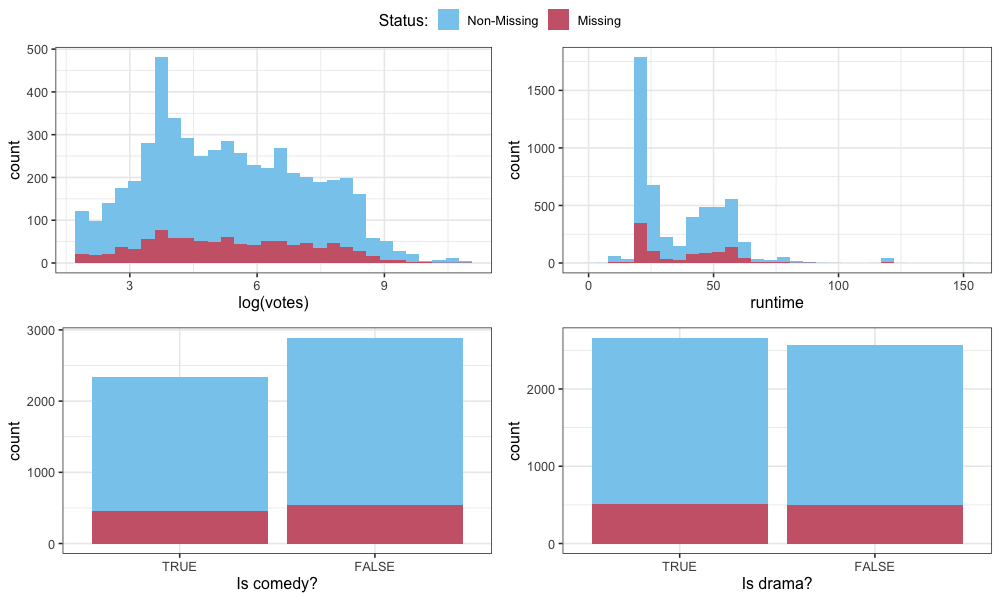 Status: Non-Missing Missing
500
400
300
200
100
0
count
3 6 9
log(votes)
1500
1000
500
0
count
0 50 100 150
runtime
3000
2000
1000
0
count
TRUE FALSE
Is comedy?
2000
1000
0
count
TRUE FALSE
Is drama?